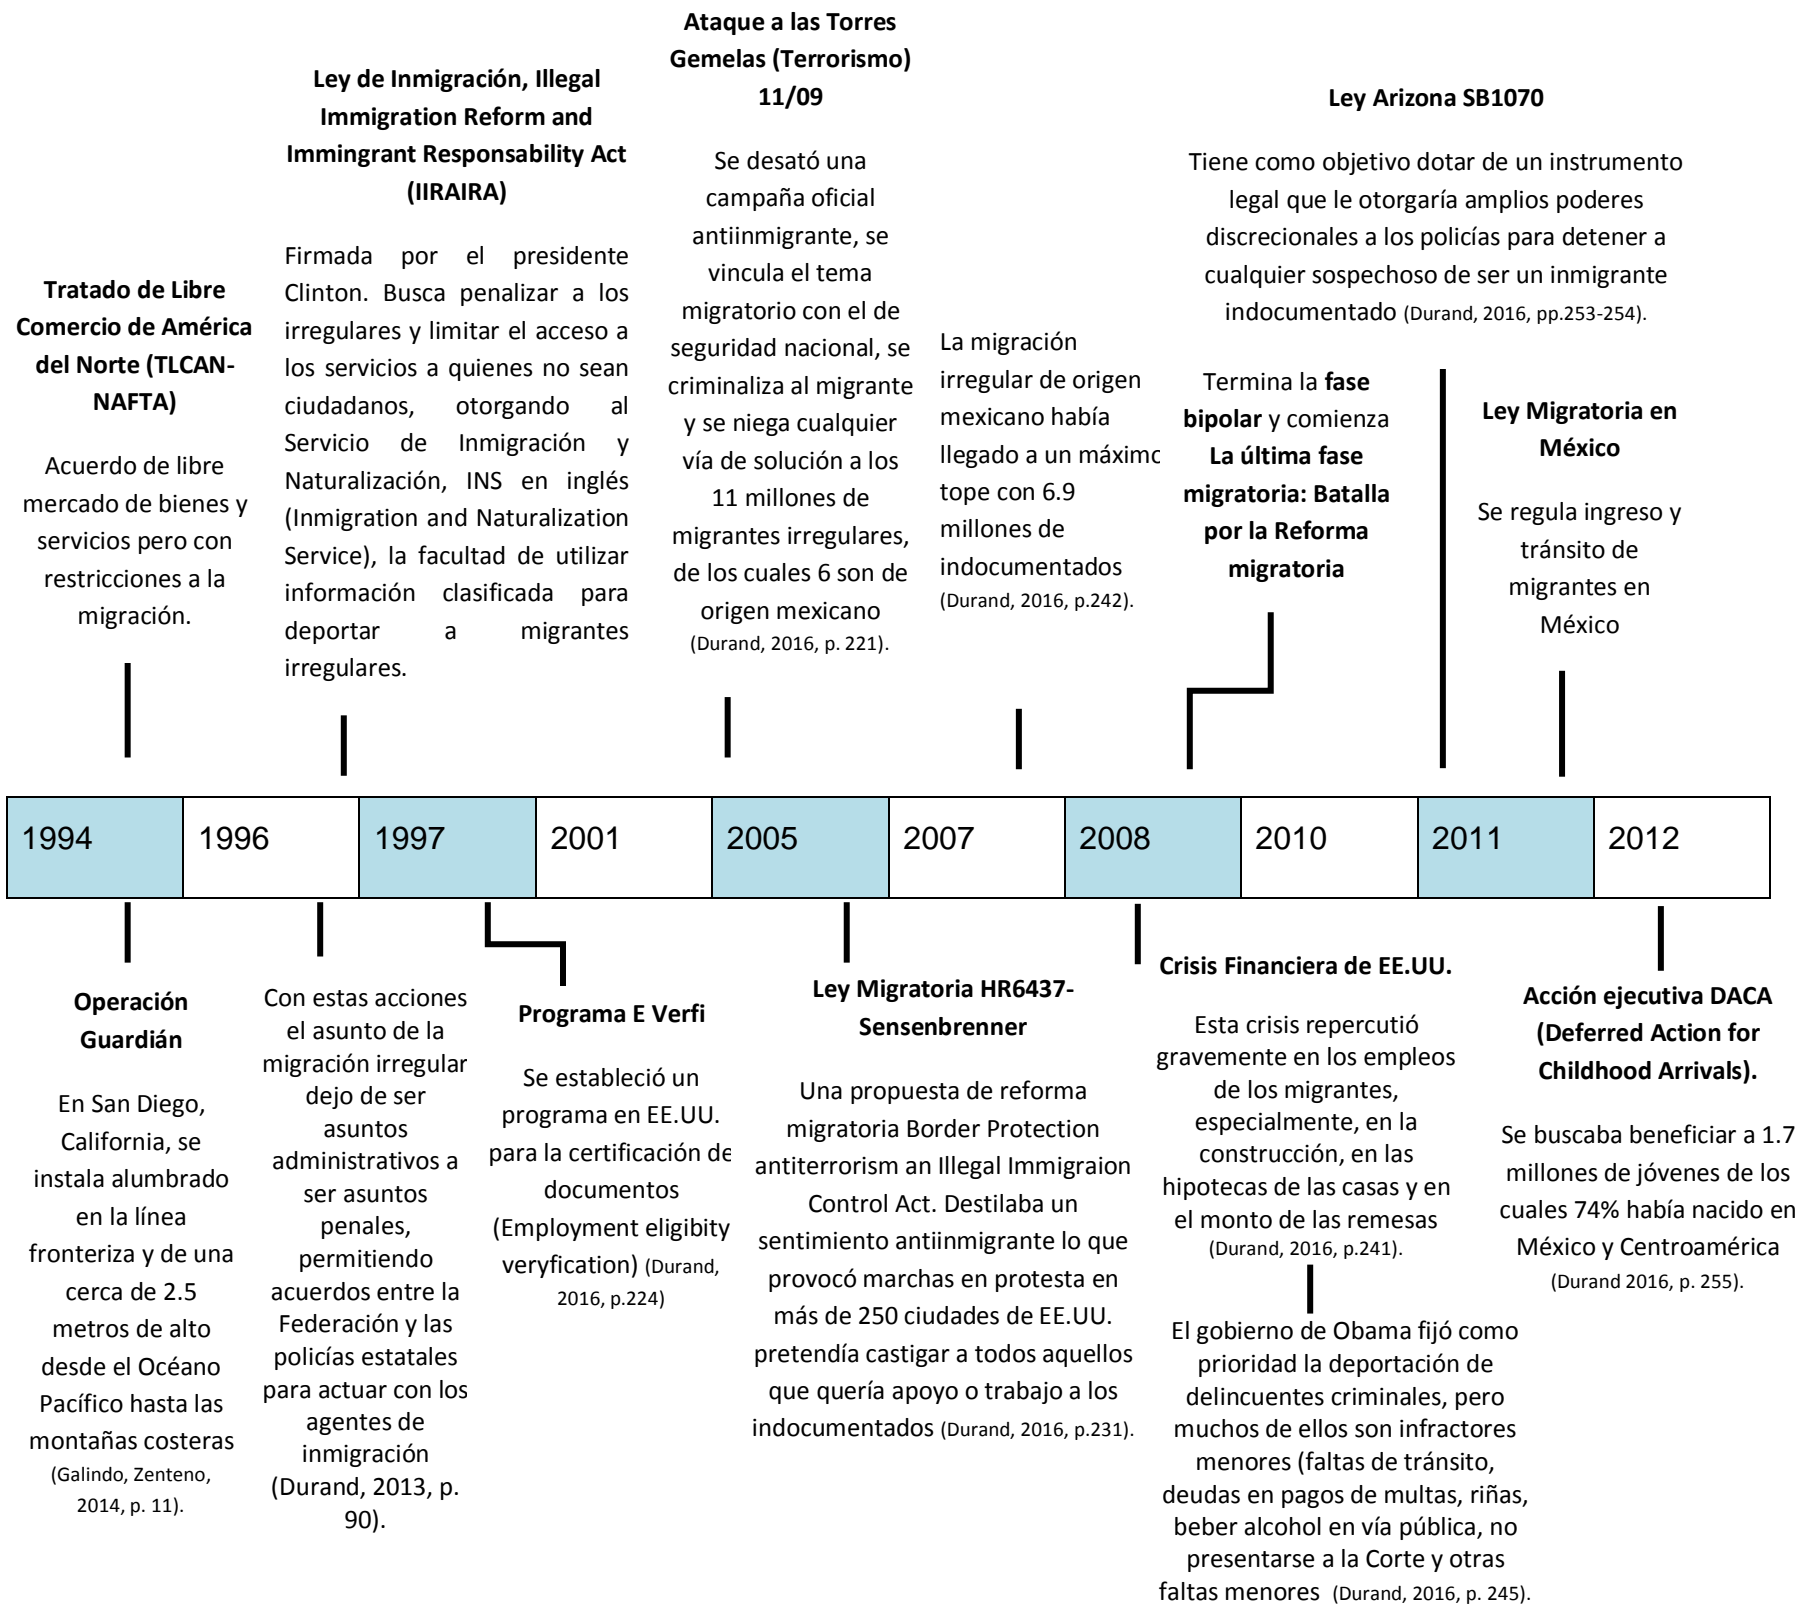 Tratado de Libre
Comercio de América
del Norte (TLCAN-
NAFTA)
Acuerdo de libre
mercado de bienes y
servicios pero con
restricciones a la
migración.
Ley de Inmigración, Illegal
Immigration Reform and
Immingrant Responsability Act
(IIRAIRA)
Firmada por el presidente
Clinton. Busca penalizar a los
irregulares y limitar el acceso a
los servicios a quienes no sean
ciudadanos, otorgando al
Servicio de Inmigración y
Naturalización, INS en inglés
(Inmigration and Naturalization
Service), la facultad de utilizar
información clasificada para
deportar a migrantes
irregulares.
Ataque a las Torres
Gemelas (Terrorismo)
11/09
Se desató una
campaña oficial
antiinmigrante, se
vincula el tema
migratorio con el de
seguridad nacional, se
criminaliza al migrante
y se niega cualquier
vía de solución a los
11 millones de
migrantes irregulares,
de los cuales 6 son de
origen mexicano
(Durand, 2016, p. 221).
La migración
irregular de origen
mexicano había
llegado a un máximo
tope con 6.9
millones de
indocumentados
(Durand, 2016, p.242).
Ley Arizona SB1070
Tiene como objetivo dotar de un instrumento
legal que le otorgaría amplios poderes
discrecionales a los policías para detener a
cualquier sospechoso de ser un inmigrante
indocumentado (Durand, 2016, pp.253-254).
Termina la fase
bipolar y comienza
La última fase
migratoria: Batalla
por la Reforma
migratoria
Ley Migratoria en
México
Se regula ingreso y
tránsito de
migrantes en
México
1994 1996 1997 2001 2005 2007 2008 2010 2011 2012
Operación
Guardián
En San Diego,
California, se
instala alumbrado
en la línea
fronteriza y de una
cerca de 2.5
metros de alto
desde el Océano
Pacífico hasta las
montañas costeras
(Galindo, Zenteno,
2014, p. 11).
Con estas acciones
el asunto de la
migración irregular
dejo de ser
asuntos
administrativos a
ser asuntos
penales,
permitiendo
acuerdos entre la
Federación y las
policías estatales
para actuar con los
agentes de
inmigración
(Durand, 2013, p.
90).
Programa E Verfi
Se estableció un
programa en EE.UU.
para la certificación de
documentos
(Employment eligibity
veryfication) (Durand,
2016, p.224)
Ley Migratoria HR6437-
Sensenbrenner
Una propuesta de reforma
migratoria Border Protection
antiterrorism an Illegal Immigraion
Control Act. Destilaba un
sentimiento antiinmigrante lo que
provocó marchas en protesta en
más de 250 ciudades de EE.UU.
pretendía castigar a todos aquellos
que quería apoyo o trabajo a los
indocumentados (Durand, 2016, p.231).
Crisis Financiera de EE.UU.
Esta crisis repercutió
gravemente en los empleos
de los migrantes,
especialmente, en la
construcción, en las
hipotecas de las casas y en
el monto de las remesas
(Durand, 2016, p.241).
El gobierno de Obama fijó como
prioridad la deportación de
delincuentes criminales, pero
muchos de ellos son infractores
menores (faltas de tránsito,
deudas en pagos de multas, riñas,
beber alcohol en vía pública, no
presentarse a la Corte y otras
faltas menores (Durand, 2016, p. 245).
Acción ejecutiva DACA
(Deferred Action for
Childhood Arrivals).
Se buscaba beneficiar a 1.7
millones de jóvenes de los
cuales 74% había nacido en
México y Centroamérica
(Durand 2016, p. 255).